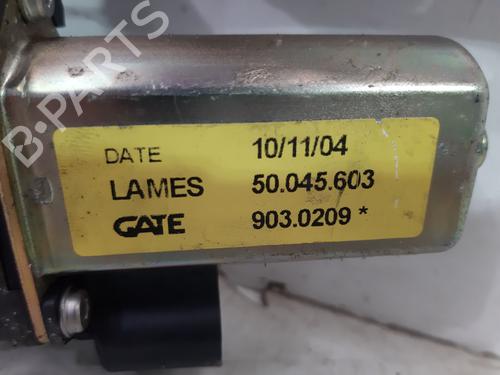 B-PARTS
DATE 10/11/04
LAMES 50.045.603
GATE 903.0209 *